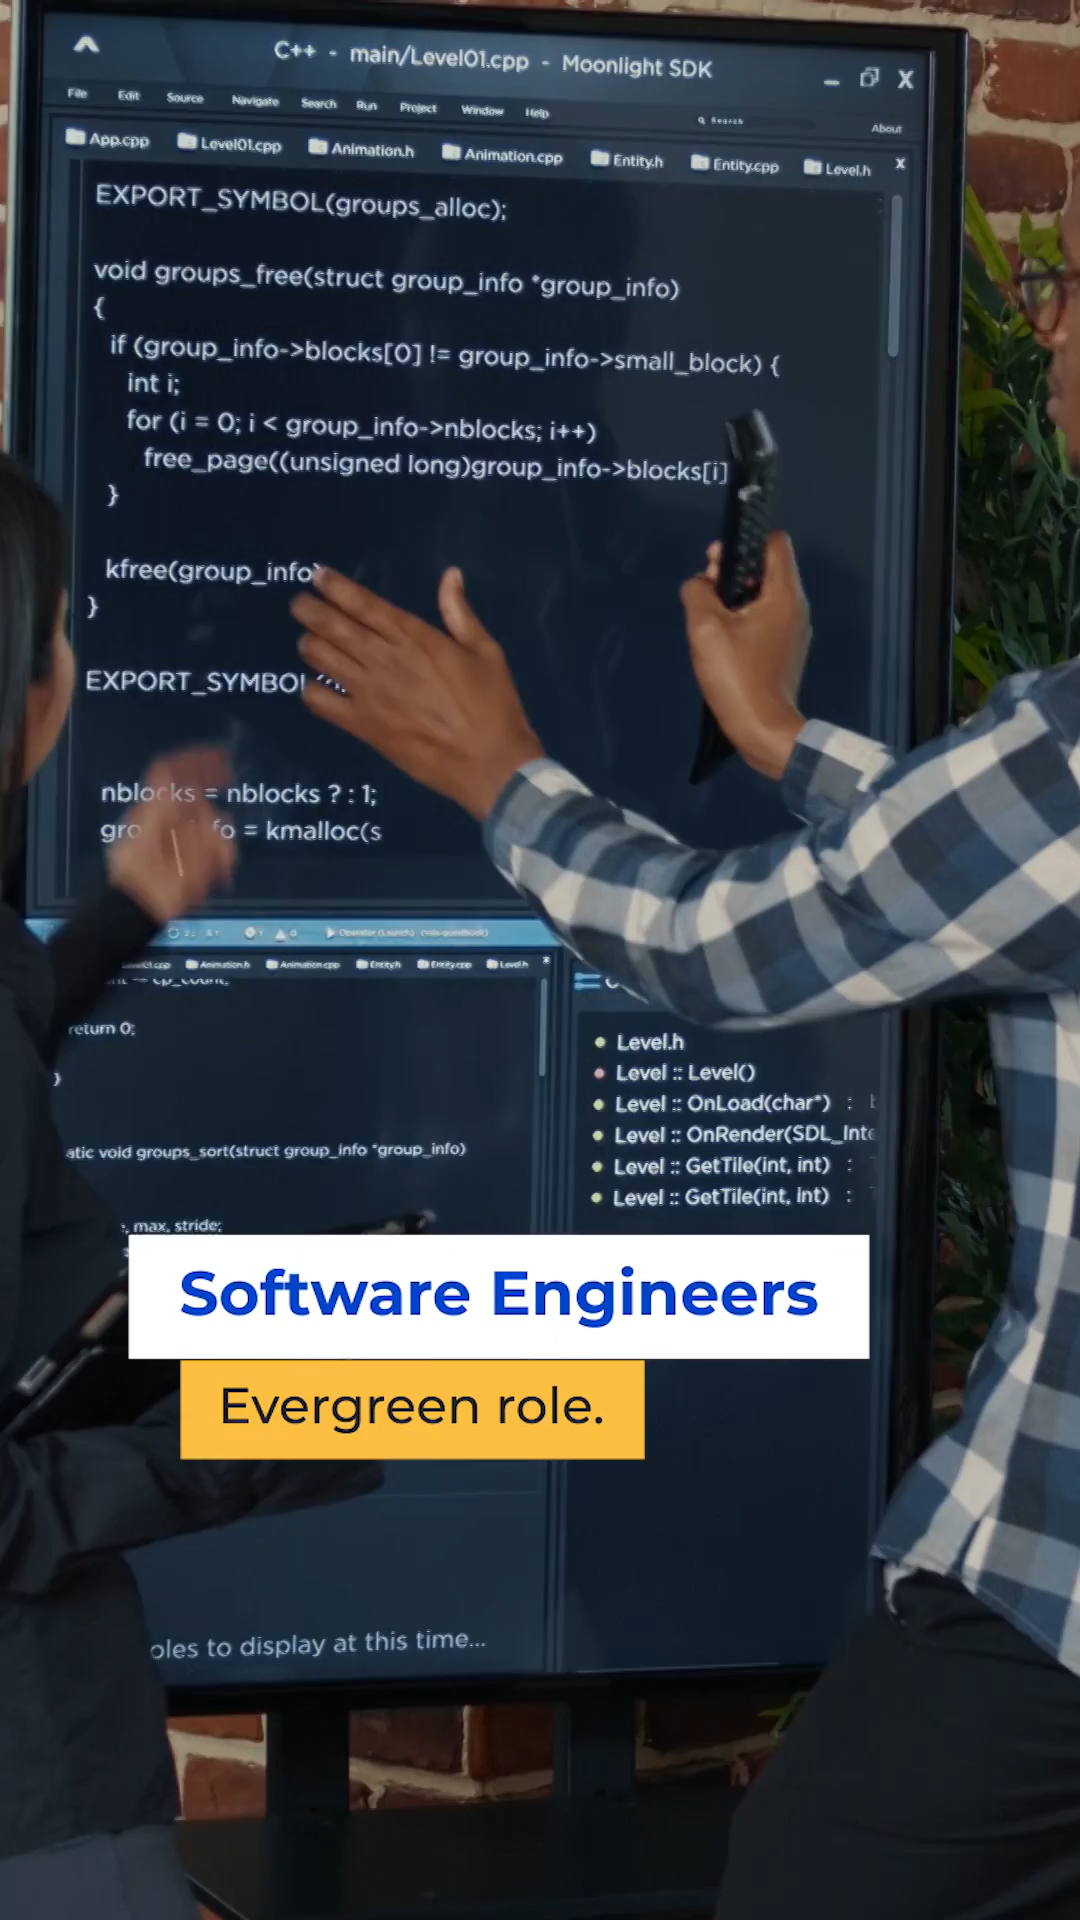 C++ - main/Level01.cpp - Moonlight SDK
File Edit Source Navigate Search Run Project Window Help
Search
About
App.cpp Level01.cpp Animation.h Animation.cpp Entity.h Entity.cpp Level.h X
EXPORT_SYMBOL(groups_alloc);
void groups_free(struct group_info *group_info)
{
if (group_info->blocks[0] != group_info->small_block) {
int i;
for (i = 0; i < group_info->nblocks; i++)
free_page((unsigned long)group_info->blocks[i]
}
kfree(group_info)
}
EXPORT_SYMBOL(
nblocks = nblocks ? : 1;
= kmalloc(s
Animation.h Animation.cpp Entity.h Entity.cpp Level.h
cp_count;
return 0;
}
void groups_sort(struct group_info *group_info)
max, stride;
Level.h
Level :: Level()
Level :: OnLoad(char*) :
Level :: OnRender(SDL_Inte
Level :: GetTile(int, int) :
Level :: GetTile(int, int) :
Software Engineers
Evergreen role.
to display at this time...